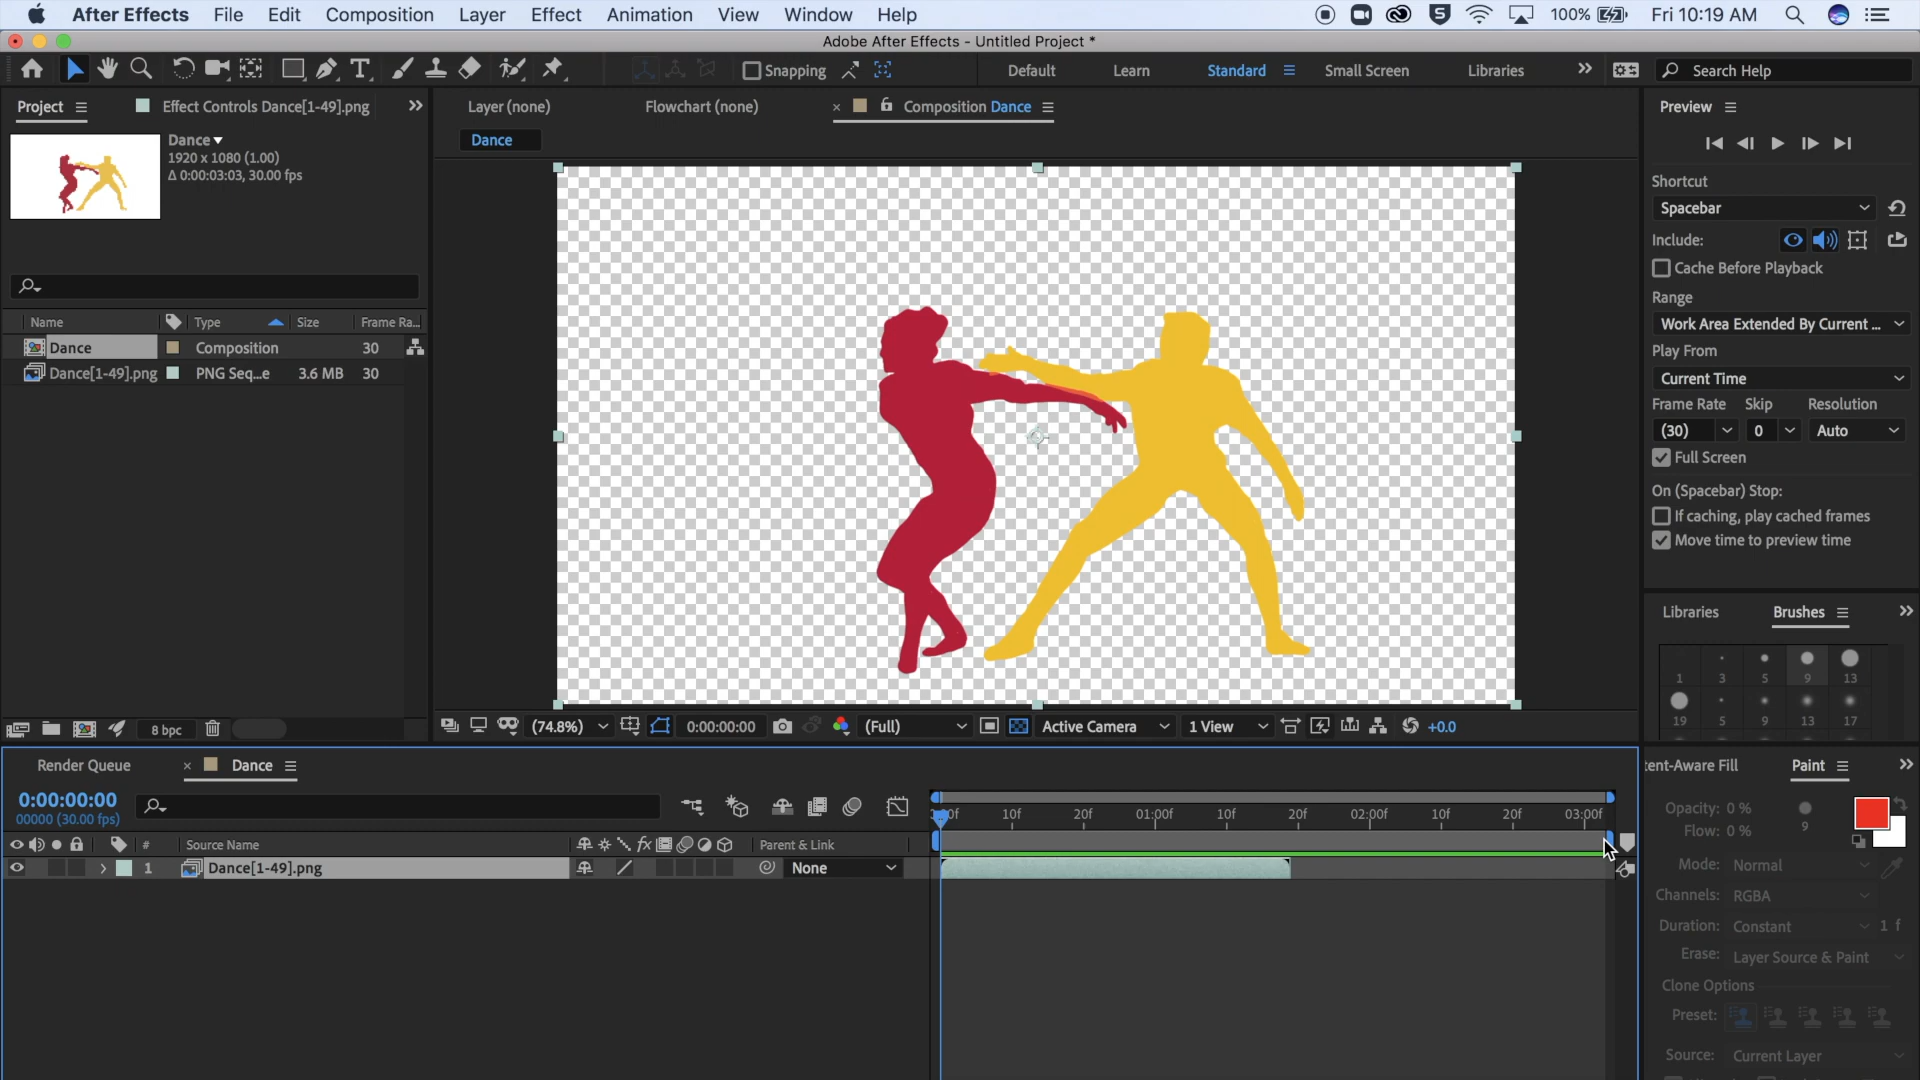 After Effects File Edit Composition Layer Effect Animation View Window Help 100% Fri 10:19 AM
Adobe After Effects - Untitled Project *
Snapping Default Learn Standard Small Screen Libraries Search Help
Project Effect Controls Dance[1-49].png Layer (none) Flowchart (none) Composition Dance Preview
Dance
1920 x 1080 (1.00)
Δ 0:00:03:03, 30.00 fps
Dance
Shortcut
Spacebar
Include:
Cache Before Playback
Range
Work Area Extended By Current ...
Play From
Current Time
Frame Rate Skip Resolution
(30) 0 Auto
Full Screen
On (Spacebar) Stop:
If caching, play cached frames
Move time to preview time
Name Type Size Frame Ra...
Dance Composition 30
Dance[1-49].png PNG Seq...e 3.6 MB 30
Libraries Brushes
1 3 5 9 13
19 5 9 13 17
8 bpc (74.8%) 0:00:00:00 (Full) Active Camera 1 View +0.0
Render Queue Dance
0:00:00:00
00000 (30.00 fps)
10f 20f 01:00f 10f 20f 02:00f 10f 20f 03:00f
# Source Name Parent & Link
1 Dance[1-49].png None
tent-Aware Fill Paint
Opacity: 0 %
Flow: 0 % 9
Mode: Normal
Channels: RGBA
Duration: Constant 1 f
Erase: Layer Source & Paint
Clone Options
Preset:
Source: Current Layer